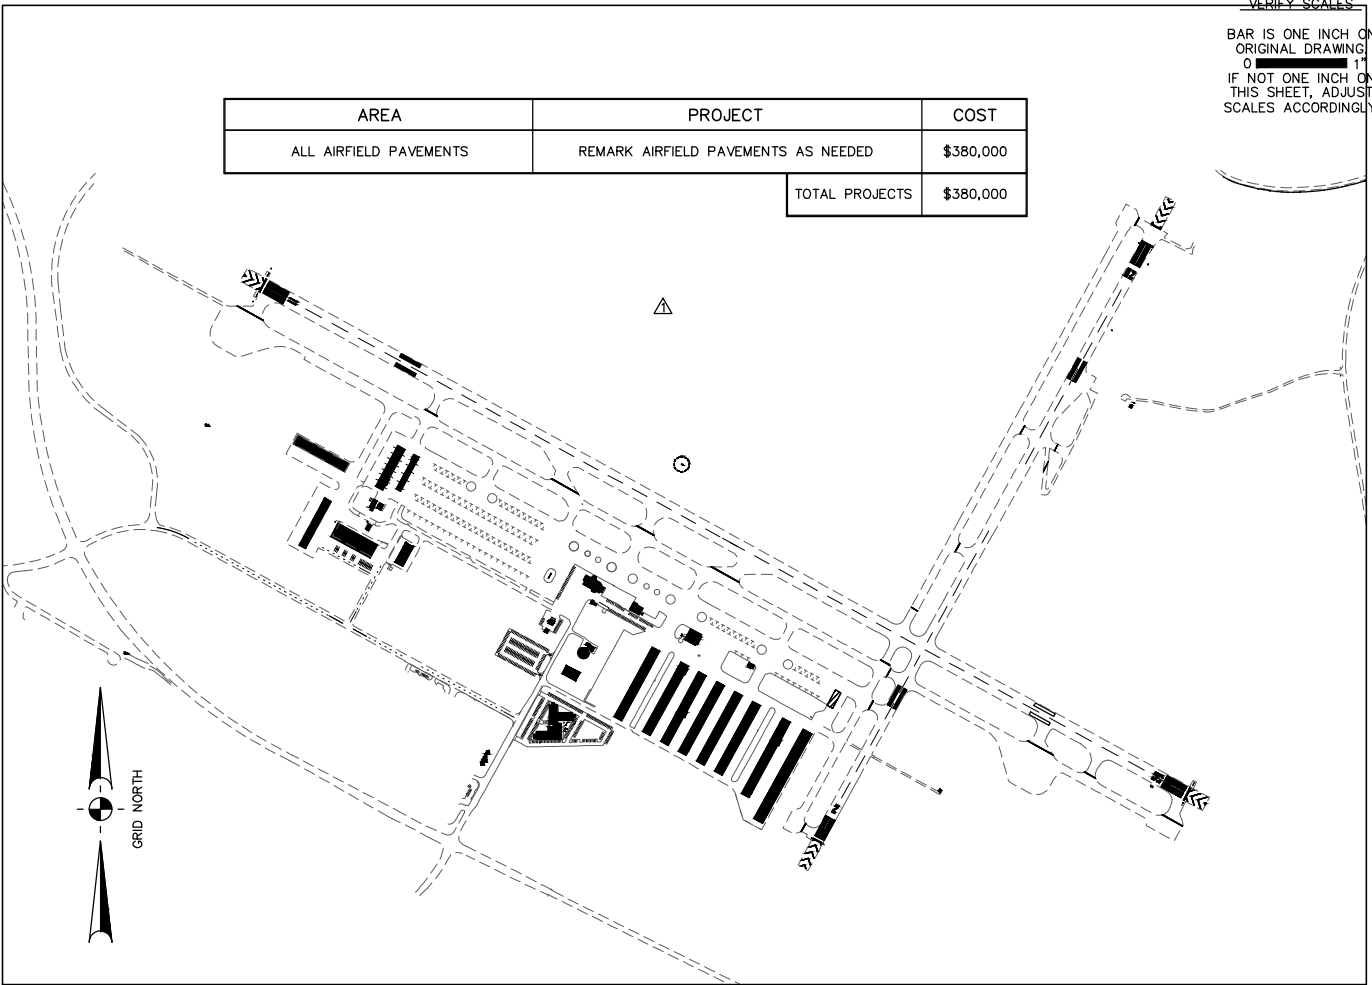 VERIFY SCALES
BAR IS ONE INCH ON
ORIGINAL DRAWING.
0 1"
IF NOT ONE INCH ON
THIS SHEET, ADJUST
SCALES ACCORDINGLY
AREA PROJECT COST
ALL AIRFIELD PAVEMENTS REMARK AIRFIELD PAVEMENTS AS NEEDED $380,000
TOTAL PROJECTS $380,000
1
GRID NORTH
2